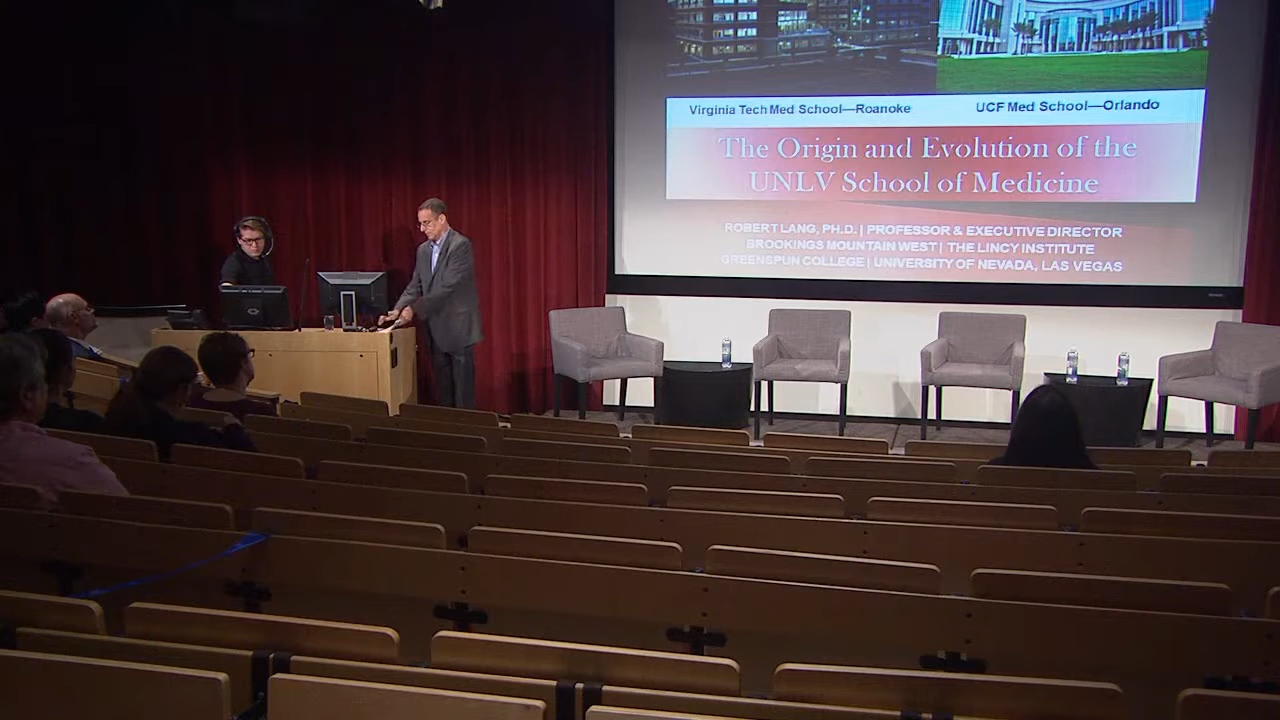 Virginia Tech Med School—Roanoke
UCF Med School—Orlando
The Origin and Evolution of the
UNLV School of Medicine
ROBERT LANG, PH.D. | PROFESSOR & EXECUTIVE DIRECTOR
BROOKINGS MOUNTAIN WEST | THE LINCY INSTITUTE
GREENSPUN COLLEGE | UNIVERSITY OF NEVADA, LAS VEGAS